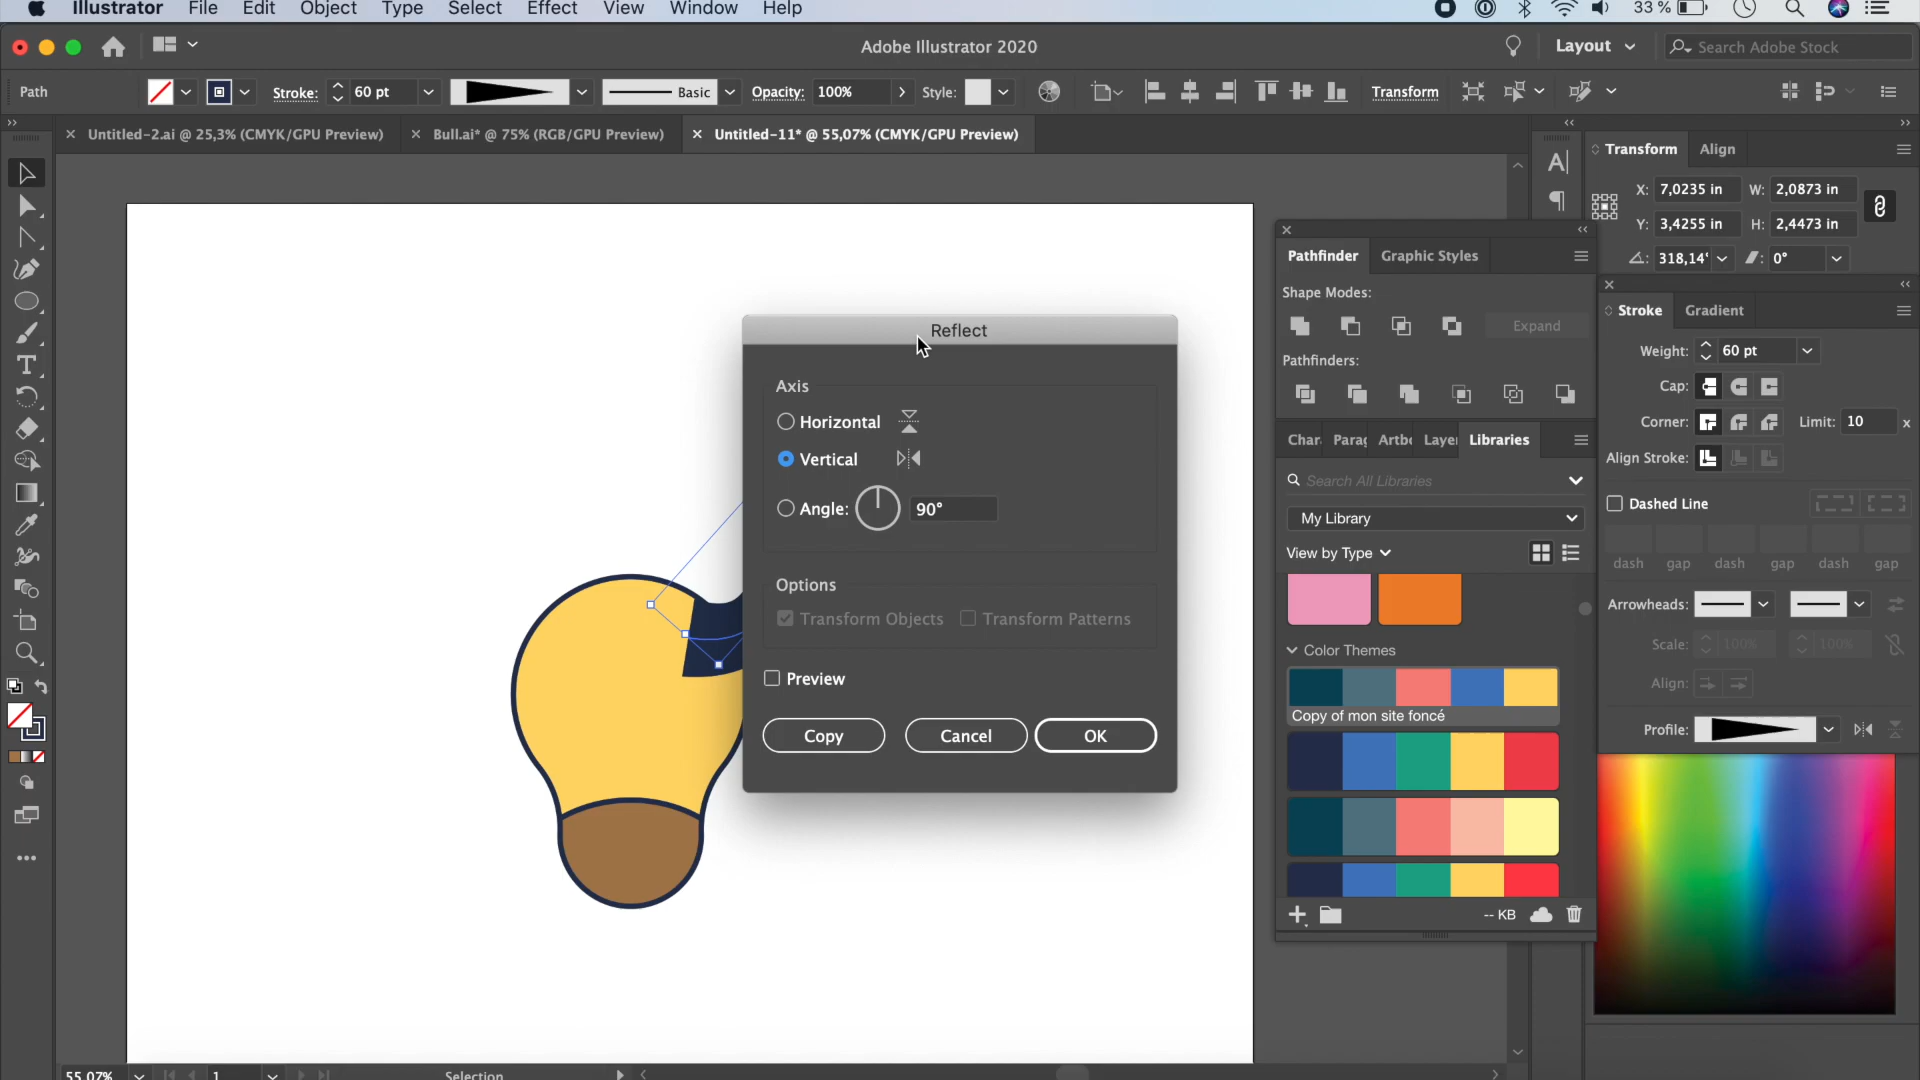 Illustrator File Edit Object Type Select Effect View Window Help 33 %
Adobe Illustrator 2020 Layout Search Adobe Stock
Path Stroke: 60 pt Basic Opacity: 100% Style: Transform
Untitled-2.ai @ 25,3% (CMYK/GPU Preview) Bull.ai* @ 75% (RGB/GPU Preview) Untitled-11* @ 55,07% (CMYK/GPU Preview)
Transform Align
X: 7,0235 in W: 2,0873 in
Y: 3,4255 in H: 2,4473 in
318,14° 0°
Pathfinder Graphic Styles
Shape Modes:
Expand
Pathfinders:
Char Parag Artbo Layer Libraries
Search All Libraries
My Library
View by Type
Color Themes
Copy of mon site foncé
-- KB
Stroke Gradient
Weight: 60 pt
Cap:
Corner: Limit: 10 x
Align Stroke:
Dashed Line
dash gap dash gap dash gap
Arrowheads:
Scale: 100% 100%
Align:
Profile:
Reflect
Axis
Horizontal
Vertical
Angle: 90°
Options
Transform Objects Transform Patterns
Preview
Copy Cancel OK
55,07% 1 Selection